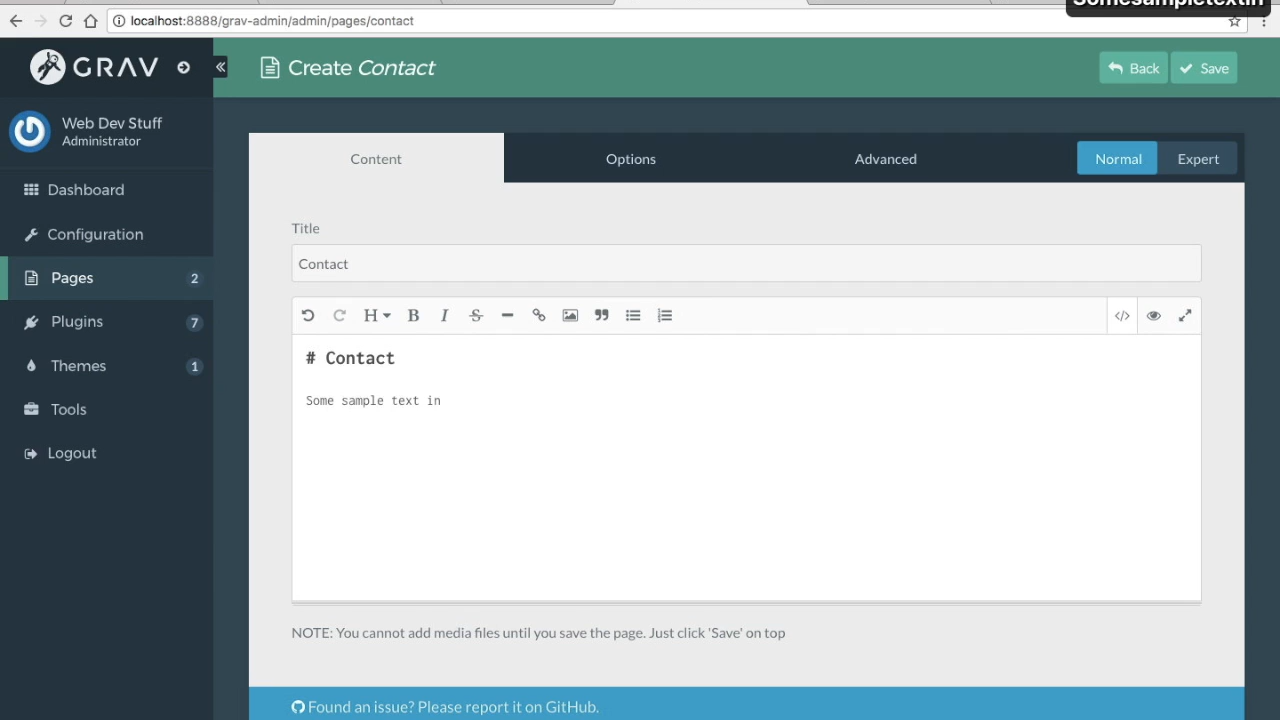 Somesampletextin
localhost:8888/grav-admin/admin/pages/contact
GRAV
Create Contact
Back
Save
Web Dev Stuff
Administrator
Content
Options
Advanced
Normal
Expert
Dashboard
Configuration
Pages 2
Plugins 7
Themes 1
Tools
Logout
Title
Contact
H B I S
</>
# Contact
Some sample text in
NOTE: You cannot add media files until you save the page. Just click 'Save' on top
Found an issue? Please report it on GitHub.